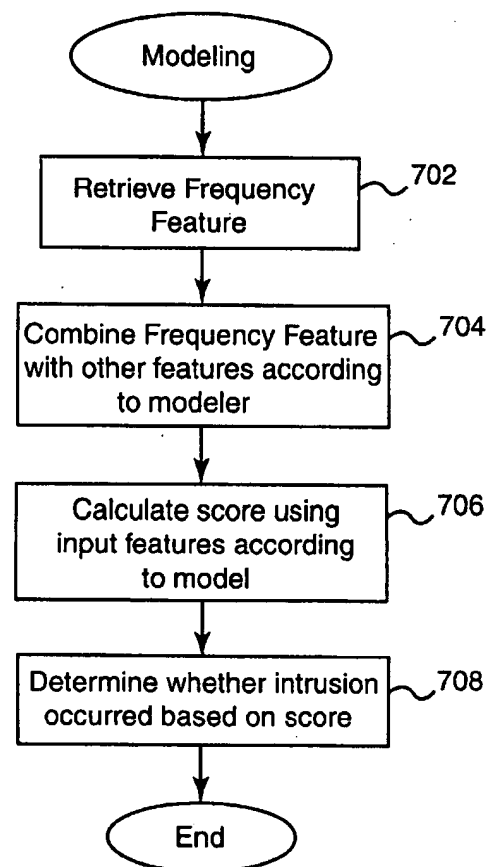 Modeling
Retrieve Frequency
Feature
702
Combine Frequency Feature
with other features according
to modeler
704
Calculate score using
input features according
to model
706
Determine whether intrusion
occurred based on score
708
End